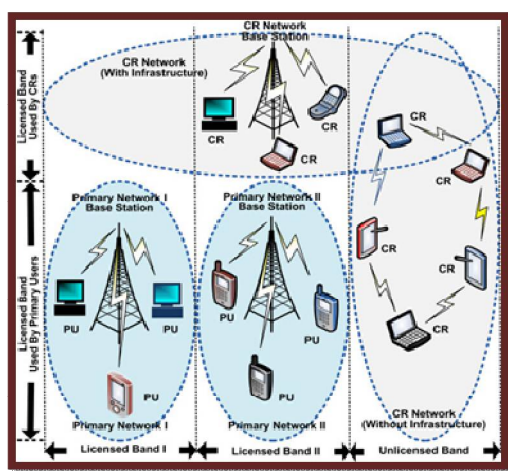 CR Network
Base Station
CR Network
(With Infrastructure)
Licensed Band
Used By CRs
CR
CR
CR
CR
CR
CR
CR
CR
Primary Network I
Base Station
Primary Network II
Base Station
Licensed Band
Used By Primary Users
PU
PU
PU
PU
PU
PU
Primary Network I
Primary Network II
CR Network
(Without Infrastructure)
Licensed Band I
Licensed Band II
Unlicensed Band